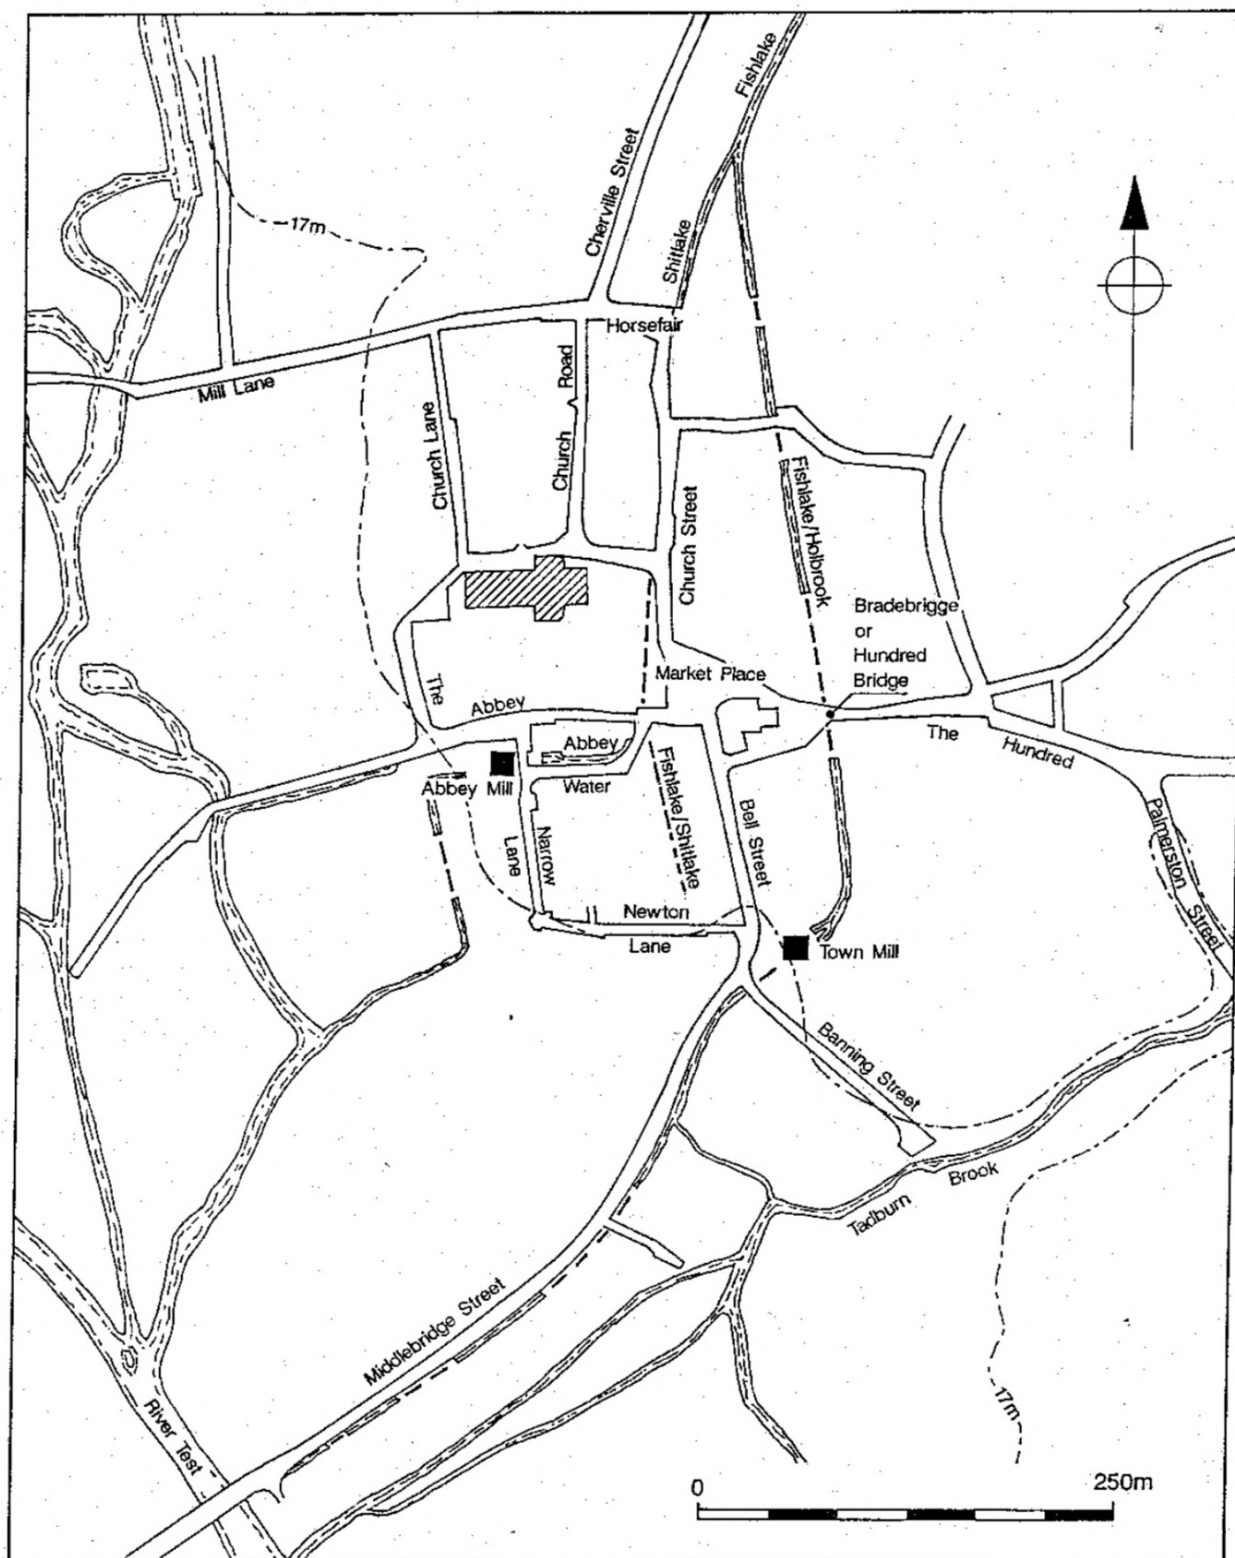 Fishlake
Cherville Street
Shitlake
17m
Horsefair
Mill Lane
Church Lane
Church Road
Church Street
Fishlake/Holbrook
Bradebrigge
or
Hundred
Bridge
Market Place
The
Abbey
Abbey
Water
The
Hundred
Abbey Mill
Fishlake/Shitlake
Bell Street
Narrow
Lane
Palmerston Street
Newton
Lane
Town Mill
Banning Street
Tadburn
Brook
Middlebridge Street
River Test
17m
0
250m